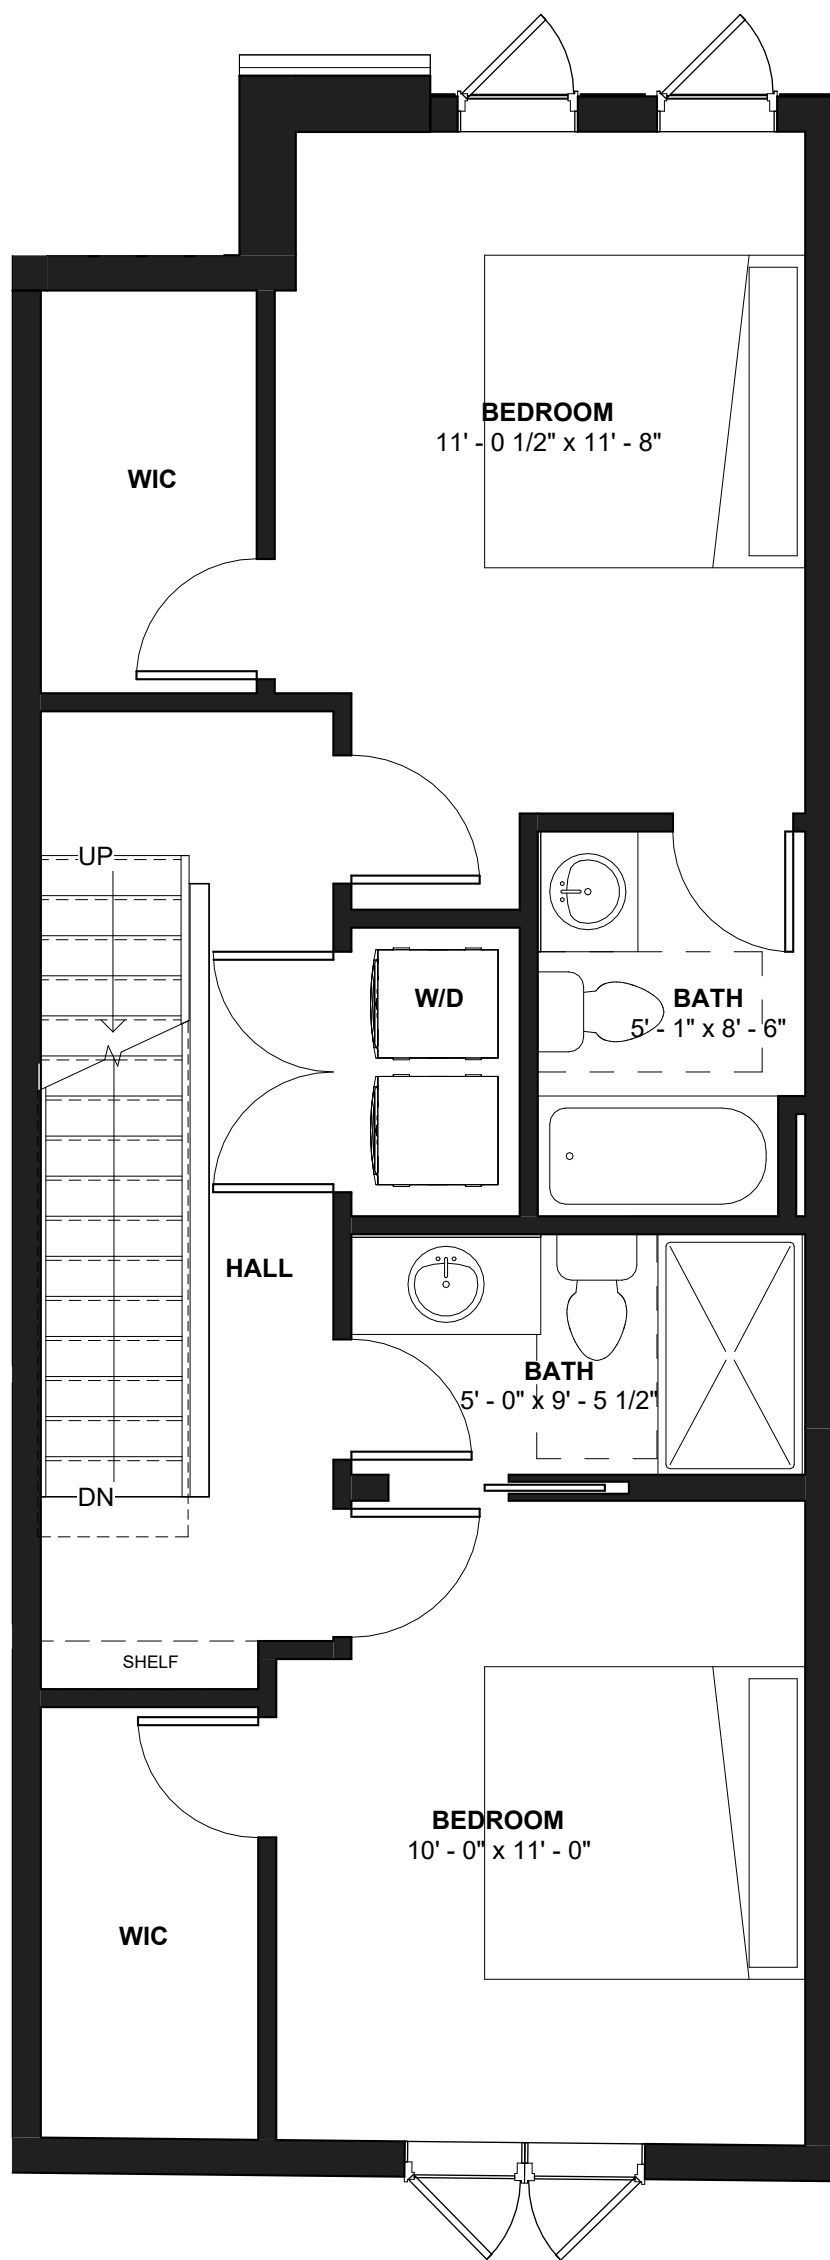 BEDROOM
11' - 0 1/2" x 11' - 8"
WIC
UP
W/D
BATH
5' - 1" x 8' - 6"
HALL
BATH
5' - 0" x 9' - 5 1/2"
DN
SHELF
BEDROOM
10' - 0" x 11' - 0"
WIC